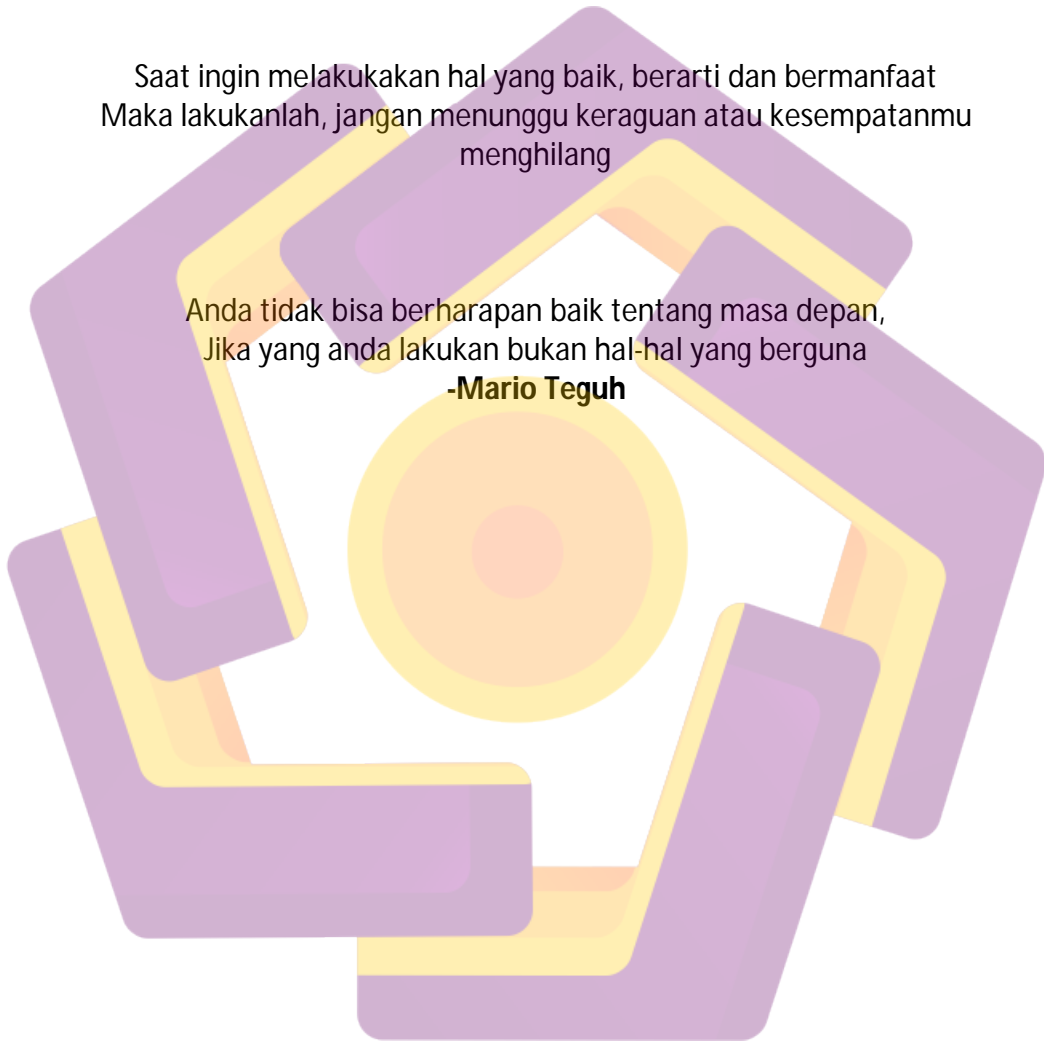 Saat ingin melakukakan hal yang baik, berarti dan bermanfaat
Maka lakukanlah, jangan menunggu keraguan atau kesempatanmu
menghilang
Anda tidak bisa berharapan baik tentang masa depan,
Jika yang anda lakukan bukan hal-hal yang berguna
-Mario Teguh